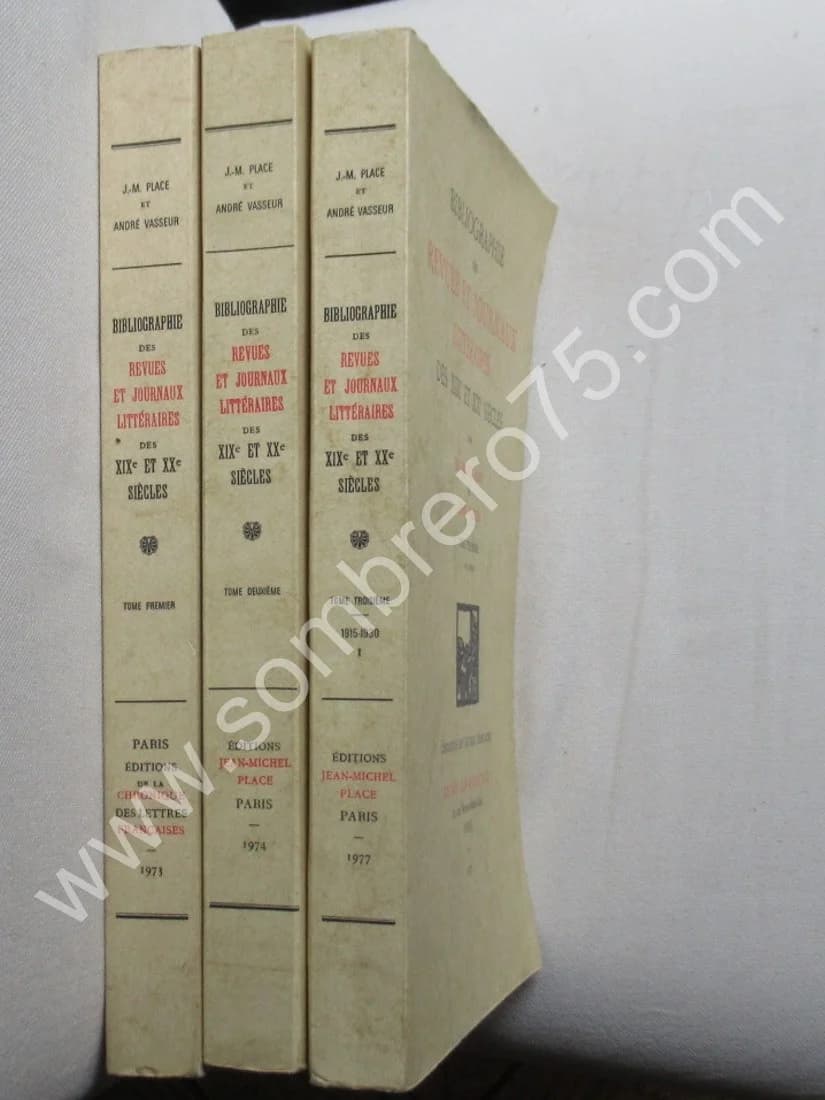 J.-M. PLACE
ET
ANDRÉ VASSEUR
BIBLIOGRAPHIE
DES
REVUES
ET JOURNAUX
LITTÉRAIRES
DES
XIXe ET XXe
SIÈCLES
TOME PREMIER
PARIS
ÉDITIONS
DE LA
CHRONIQUE
DES LETTRES
FRANÇAISES
1973
J.-M. PLACE
ET
ANDRÉ VASSEUR
BIBLIOGRAPHIE
DES
REVUES
ET JOURNAUX
LITTÉRAIRES
DES
XIXe ET XXe
SIÈCLES
TOME DEUXIÈME
ÉDITIONS
JEAN-MICHEL
PLACE
PARIS
1974
J.-M. PLACE
ET
ANDRÉ VASSEUR
BIBLIOGRAPHIE
DES
REVUES
ET JOURNAUX
LITTÉRAIRES
DES
XIXe ET XXe
SIÈCLES
TOME TROISIÈME
1915-1930
I
ÉDITIONS
JEAN-MICHEL
PLACE
PARIS
1977
BIBLIOGRAPHIE
REVUES ET JOURNAUX
LITTÉRAIRES
DES XIXe ET XXe SIÈCLES
www.sombrero75.com